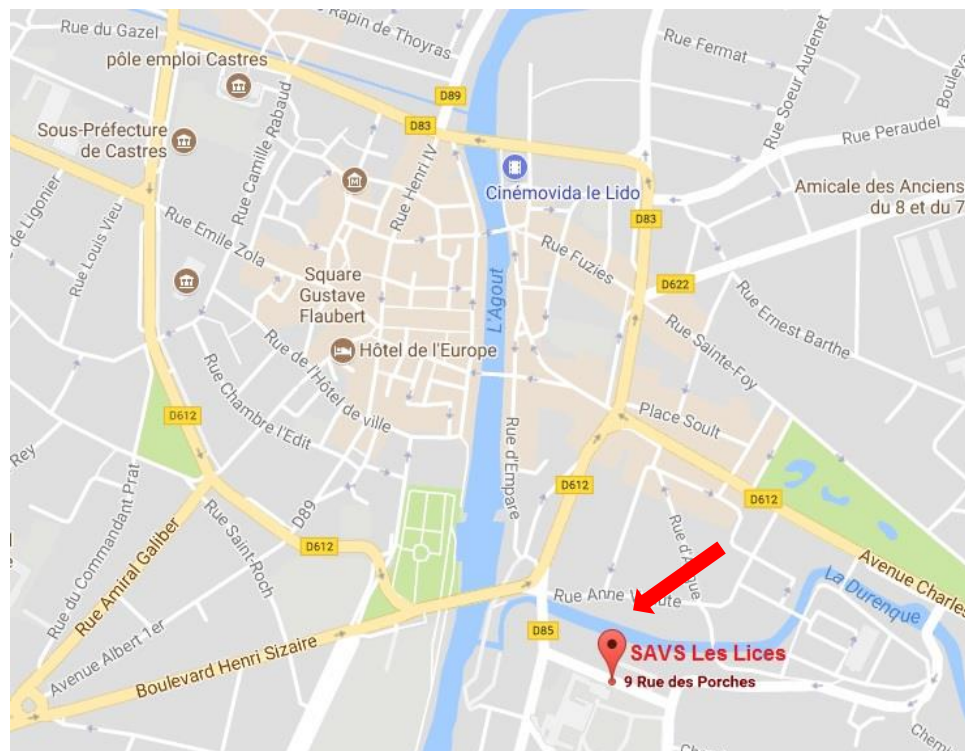 Rue du Gazel
Rapin de Thoyras
pôle emploi Castres
Rue Fermat
Rue Soeur Audenet
Boulev
D89
D83
Rue Peraudel
Sous-Préfecture
de Castres
Rue Camille Rabaud
Rue Henri IV
Cinémovida le Lido
Amicale des Anciens
du 8 et du 7
de Ligonier
Rue Louis Vieu
Rue Emile Zola
D83
Rue Fuziès
Square
Gustave
Flaubert
L'Agout
D622
Rue Ernest Barthe
Hôtel de l'Europe
Rue Sainte-Foy
Rue de l'Hôtel de ville
Rue Chambre l'Edit
Place Soult
D612
Rue d'Empare
Rey
D89
D612
D612
Rue du Commandant Prat
Rue Amiral Galiber
Rue Saint-Roch
D612
Avenue Charles
La Durenque
Rue Anne V
ute
D85
Avenue Albert 1er
Boulevard Henri Sizaire
SAVS Les Lices
9 Rue des Porches
Chem
Chemi